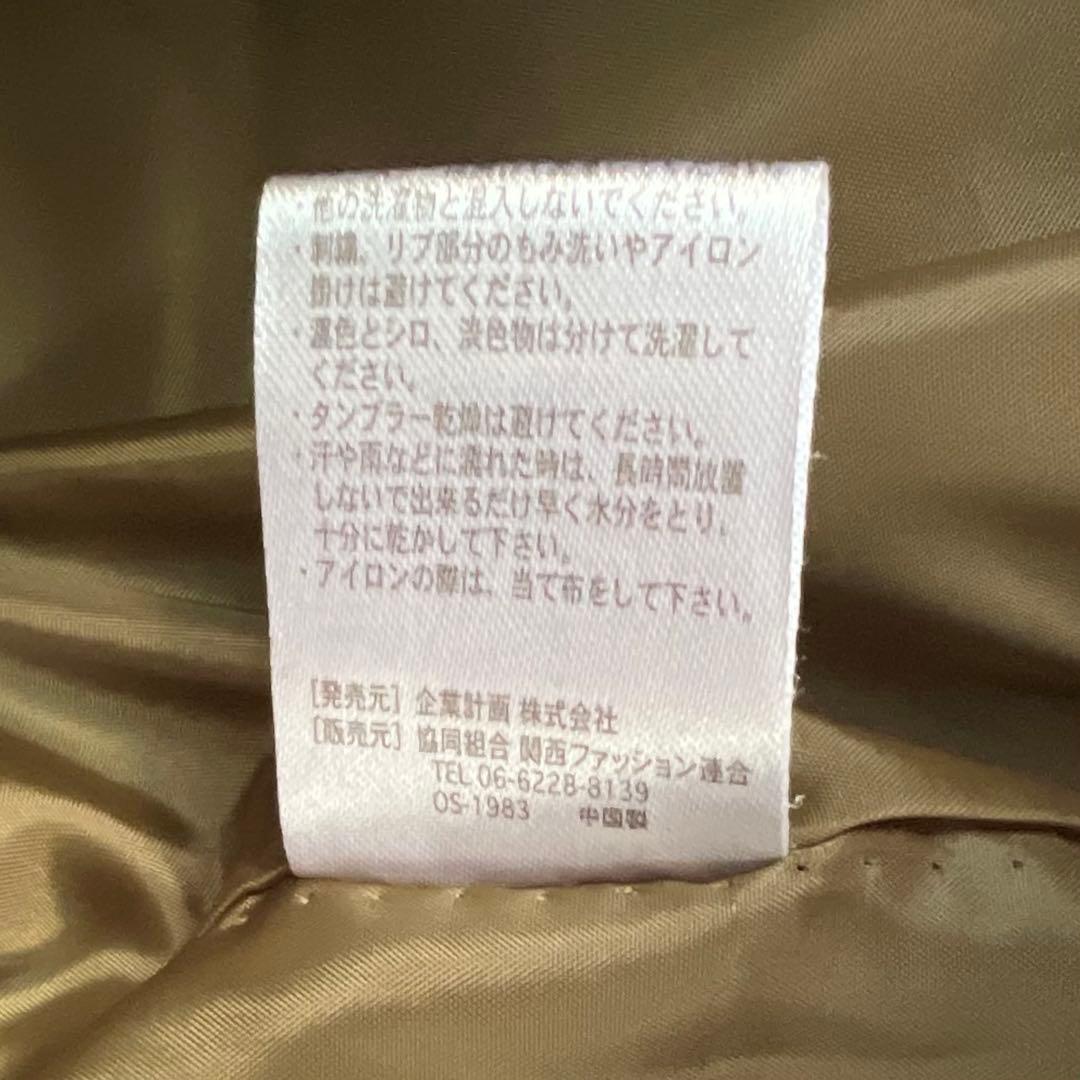 ・他の洗濯物と混入しないでください。
・刺繍、リブ部分のもみ洗いやアイロン
掛けは避けてください。
・濃色とシロ、淡色物は分けて洗濯して
ください。
・タンブラー乾燥は避けてください。
・汗や雨などに濡れた時は、長時間放置
しないで出来るだけ早く水分をとり、
十分に乾かして下さい。
・アイロンの際は、当て布をして下さい。
[発売元] 企業計画 株式会社
[販売元] 協同組合 関西ファッション連合
TEL 06-6228-8139
OS-1983 中国製